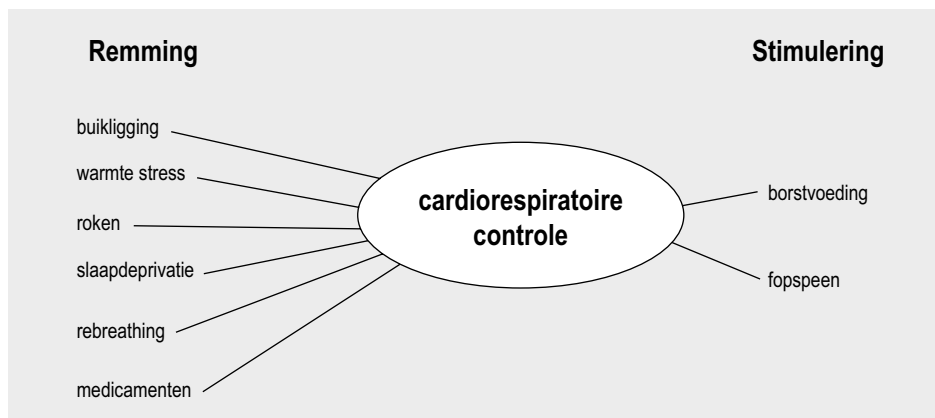 Remming
Stimulering
buikligging
warmte stress
roken
slaapdeprivatie
rebreathing
medicamenten
cardiorespiratoire
controle
borstvoeding
fopspeen